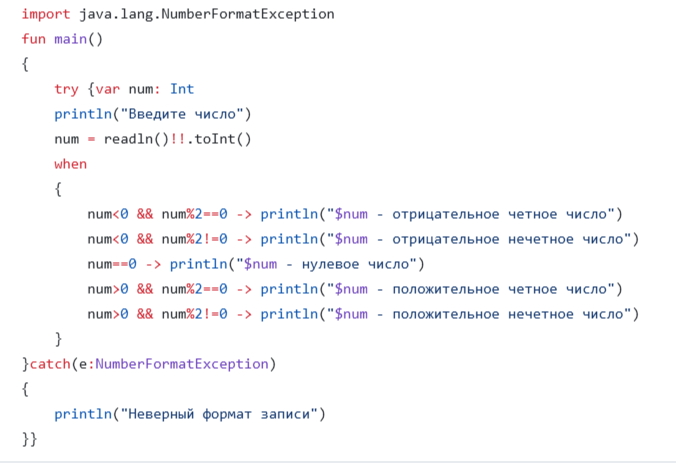 import java.lang.NumberFormatException
fun main()
{
    try {var num: Int
    println("Введите число")
    num = readln()!!.toInt()
    when
    {
        num<0 && num%2==0 -> println("$num - отрицательное четное число")
        num<0 && num%2!=0 -> println("$num - отрицательное нечетное число")
        num==0 -> println("$num - нулевое число")
        num>0 && num%2==0 -> println("$num - положительное четное число")
        num>0 && num%2!=0 -> println("$num - положительное нечетное число")
    }
}catch(e:NumberFormatException)
{
    println("Неверный формат записи")
}}